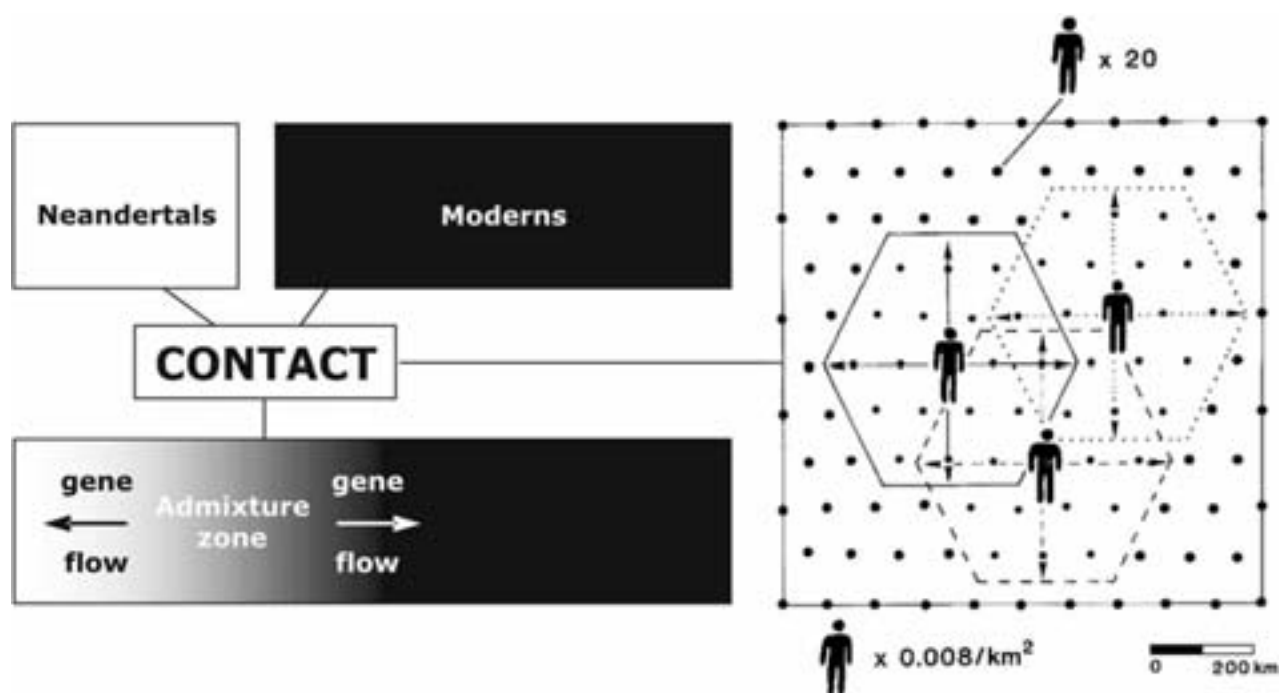 x 20
Neandertals
Moderns
CONTACT
gene
flow
Admixture
zone
gene
flow
x 0.008/km²
0 200 km